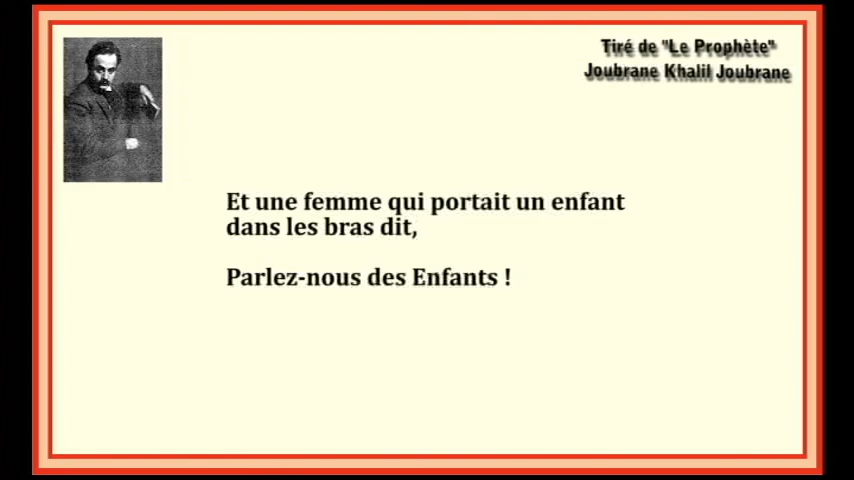 Tiré de "Le Prophète"
Joubrane Khalil Joubrane
Et une femme qui portait un enfant
dans les bras dit,
Parlez-nous des Enfants !